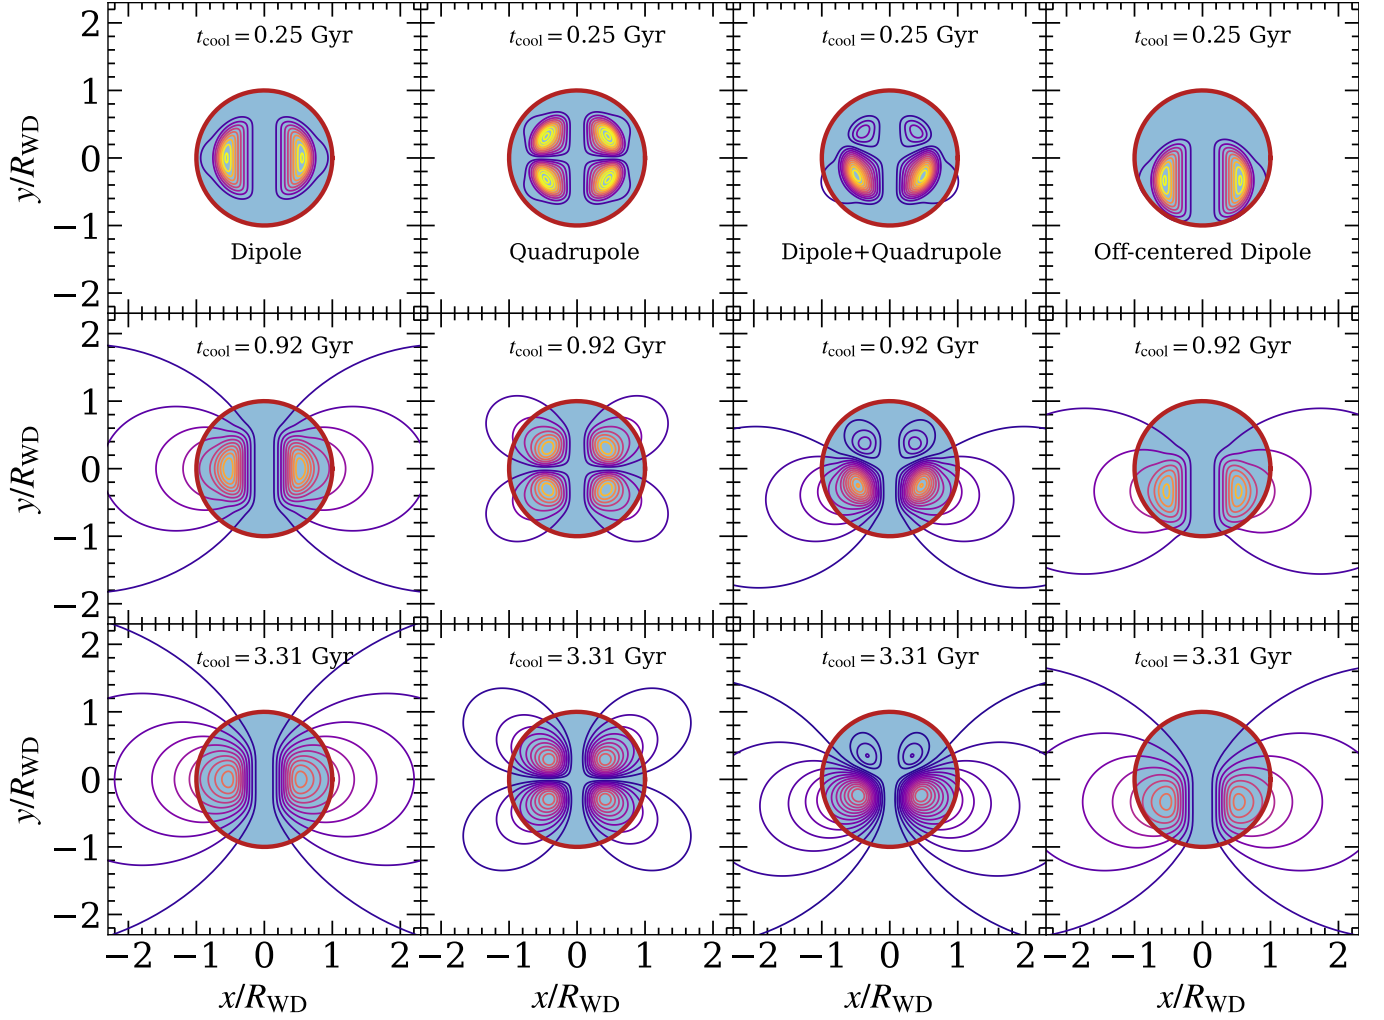 t_cool = 0.25 Gyr t_cool = 0.25 Gyr t_cool = 0.25 Gyr t_cool = 0.25 Gyr
2
1
0
−1
−2
y/R_WD
Dipole Quadrupole Dipole+Quadrupole Off-centered Dipole
t_cool = 0.92 Gyr t_cool = 0.92 Gyr t_cool = 0.92 Gyr t_cool = 0.92 Gyr
2
1
0
−1
−2
y/R_WD
t_cool = 3.31 Gyr t_cool = 3.31 Gyr t_cool = 3.31 Gyr t_cool = 3.31 Gyr
2
1
0
−1
−2
y/R_WD
−2 −1 0 1 2 −2 −1 0 1 2 −2 −1 0 1 2 −2 −1 0 1 2
x/R_WD x/R_WD x/R_WD x/R_WD